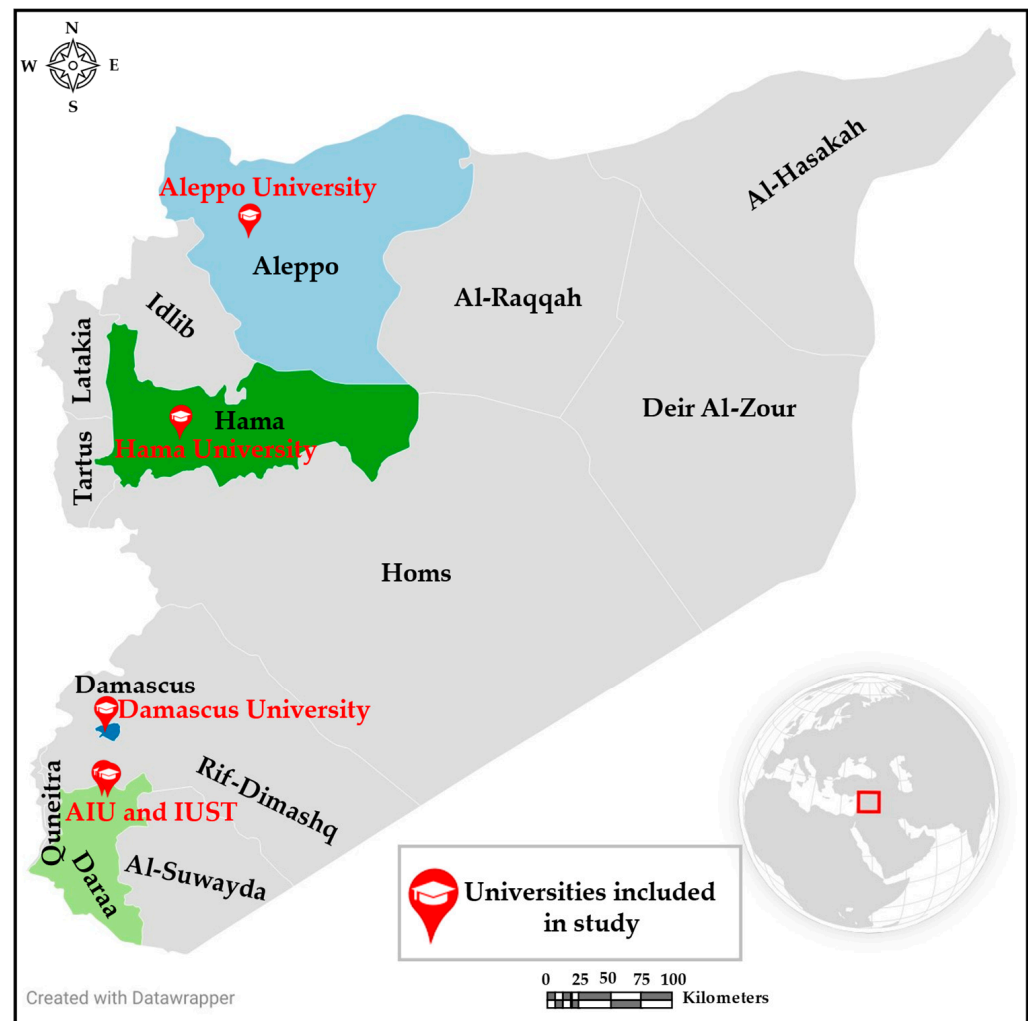 N
W
E
S
Al-Hasakah
Aleppo University
Aleppo
Al-Raqqah
Idlib
Latakia
Deir Al-Zour
Hama
Hama University
Tartus
Homs
Damascus
Damascus University
Rif-Dimashq
Quneitra
AIU and IUST
Daraa
Al-Suwayda
Universities included
in study
0 25 50 75 100
Kilometers
Created with Datawrapper